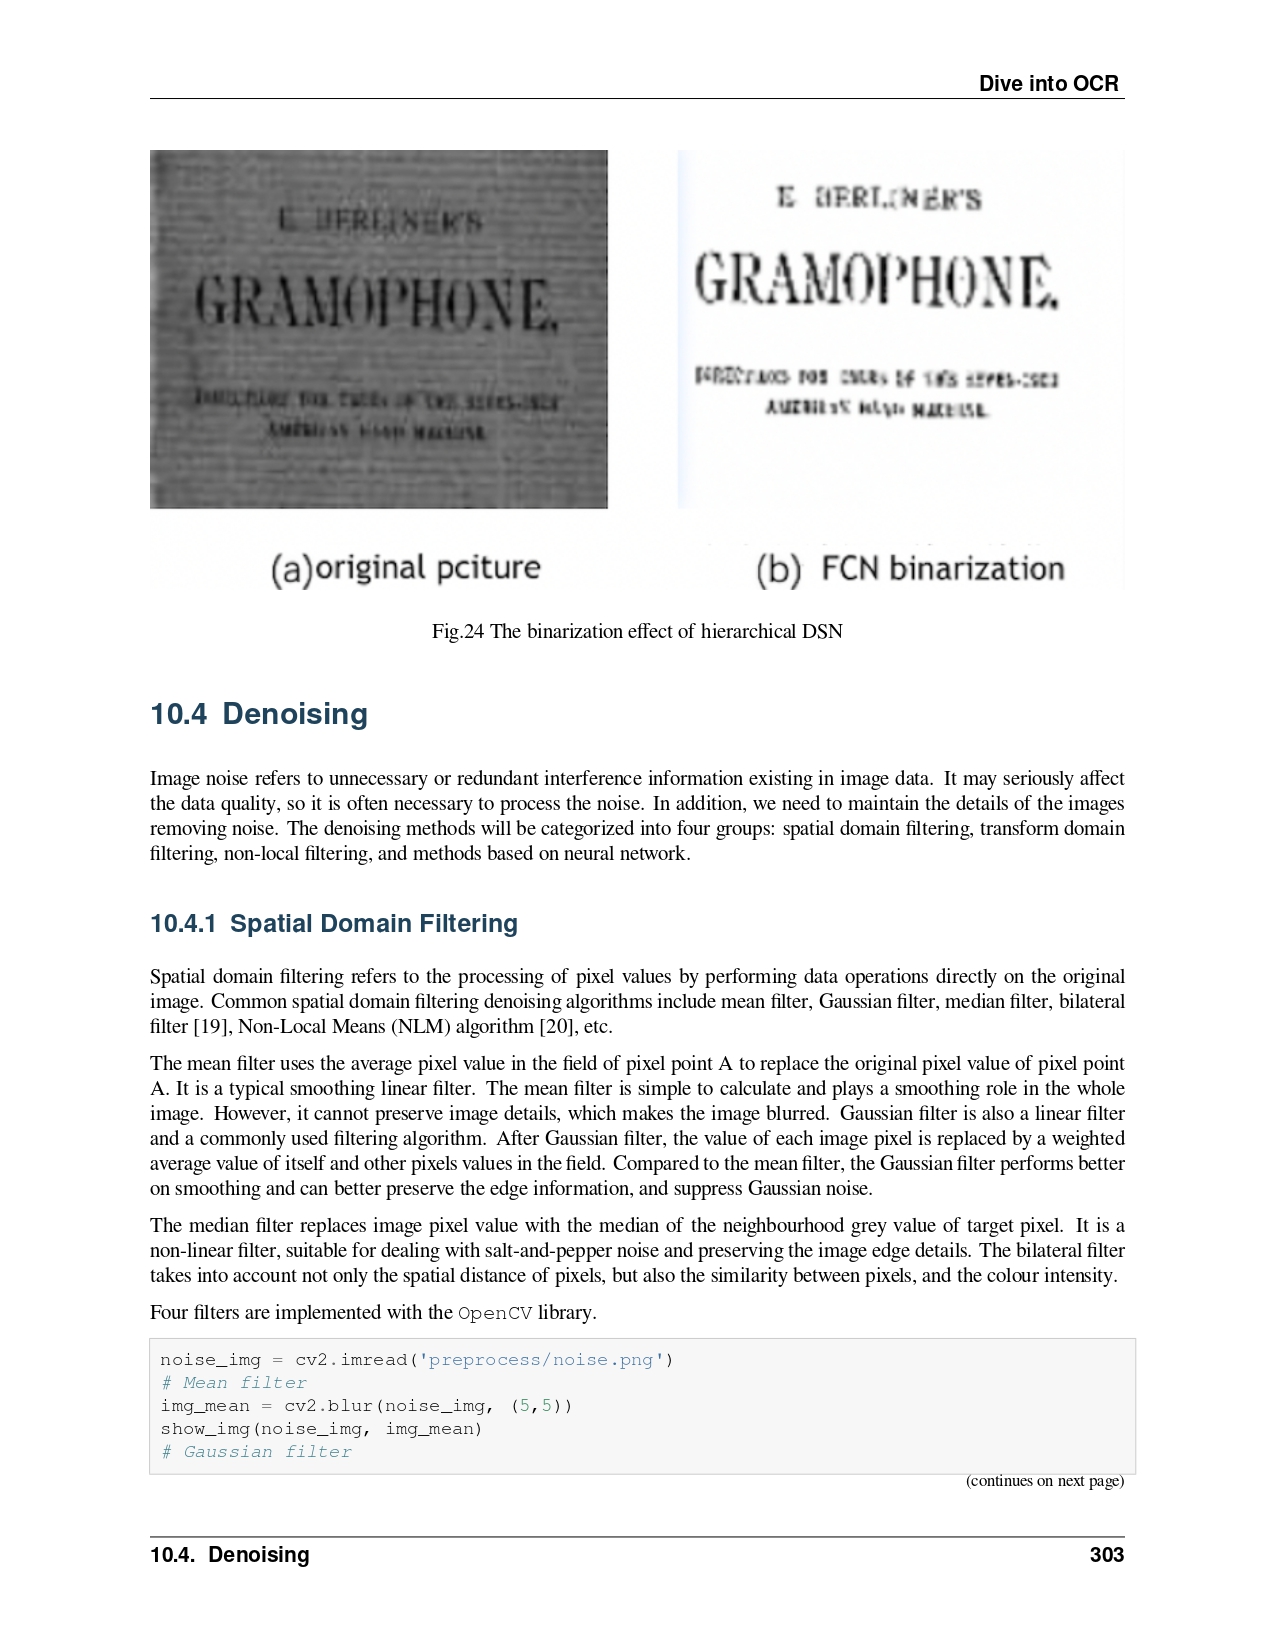 Dive into OCR
GRAMOPHONE.
E BERLINER'S
GRAMOPHONE.
(a)original pciture
(b) FCN binarization
Fig.24 The binarization effect of hierarchical DSN
10.4 Denoising
Image noise refers to unnecessary or redundant interference information existing in image data. It may seriously affect
the data quality, so it is often necessary to process the noise. In addition, we need to maintain the details of the images
removing noise. The denoising methods will be categorized into four groups: spatial domain filtering, transform domain
filtering, non-local filtering, and methods based on neural network.
10.4.1 Spatial Domain Filtering
Spatial domain filtering refers to the processing of pixel values by performing data operations directly on the original
image. Common spatial domain filtering denoising algorithms include mean filter, Gaussian filter, median filter, bilateral
filter [19], Non-Local Means (NLM) algorithm [20], etc.
The mean filter uses the average pixel value in the field of pixel point A to replace the original pixel value of pixel point
A. It is a typical smoothing linear filter. The mean filter is simple to calculate and plays a smoothing role in the whole
image. However, it cannot preserve image details, which makes the image blurred. Gaussian filter is also a linear filter
and a commonly used filtering algorithm. After Gaussian filter, the value of each image pixel is replaced by a weighted
average value of itself and other pixels values in the field. Compared to the mean filter, the Gaussian filter performs better
on smoothing and can better preserve the edge information, and suppress Gaussian noise.
The median filter replaces image pixel value with the median of the neighbourhood grey value of target pixel. It is a
non-linear filter, suitable for dealing with salt-and-pepper noise and preserving the image edge details. The bilateral filter
takes into account not only the spatial distance of pixels, but also the similarity between pixels, and the colour intensity.
Four filters are implemented with the OpenCV library.
noise_img = cv2.imread('preprocess/noise.png')
# Mean filter
img_mean = cv2.blur(noise_img, (5,5))
show_img(noise_img, img_mean)
# Gaussian filter
(continues on next page)
10.4. Denoising
303